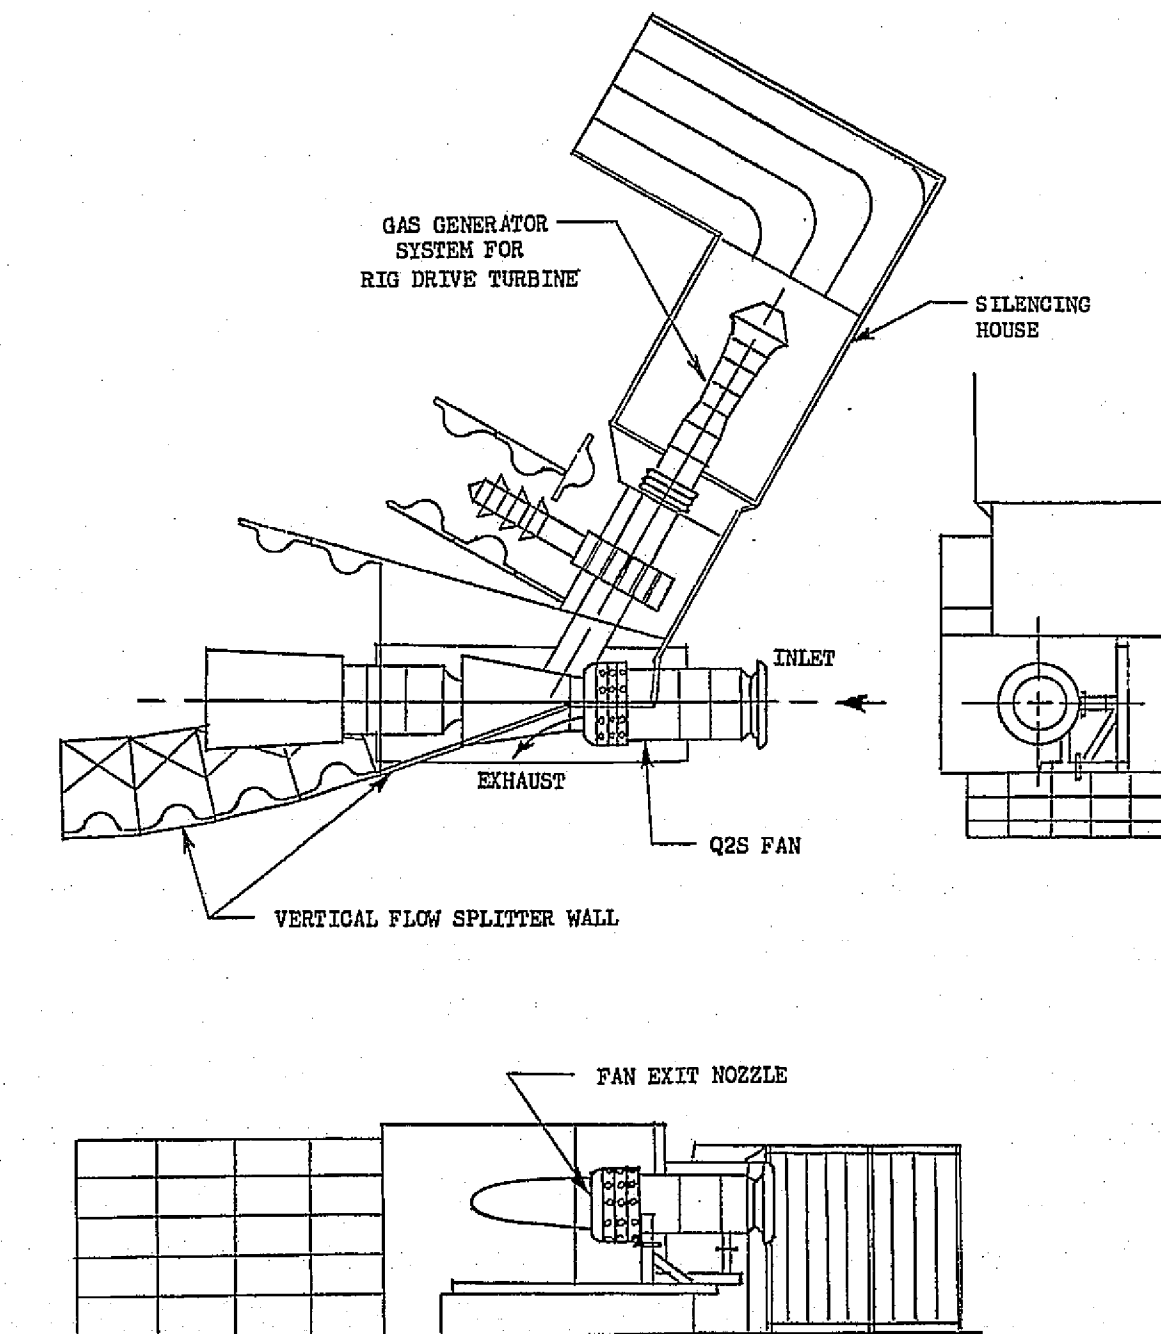 GAS GENERATOR
SYSTEM FOR
RIG DRIVE TURBINE
SILENCING
HOUSE
INLET
EXHAUST
Q2S FAN
VERTICAL FLOW SPLITTER WALL
FAN EXIT NOZZLE